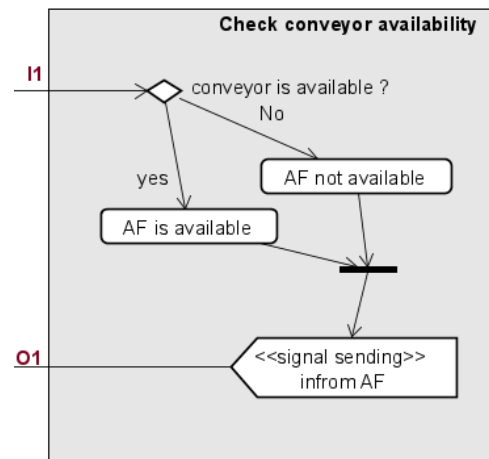 Check conveyor availability
I1
conveyor is available ?
No
yes
AF not available
AF is available
O1
<<signal sending>>
infrom AF